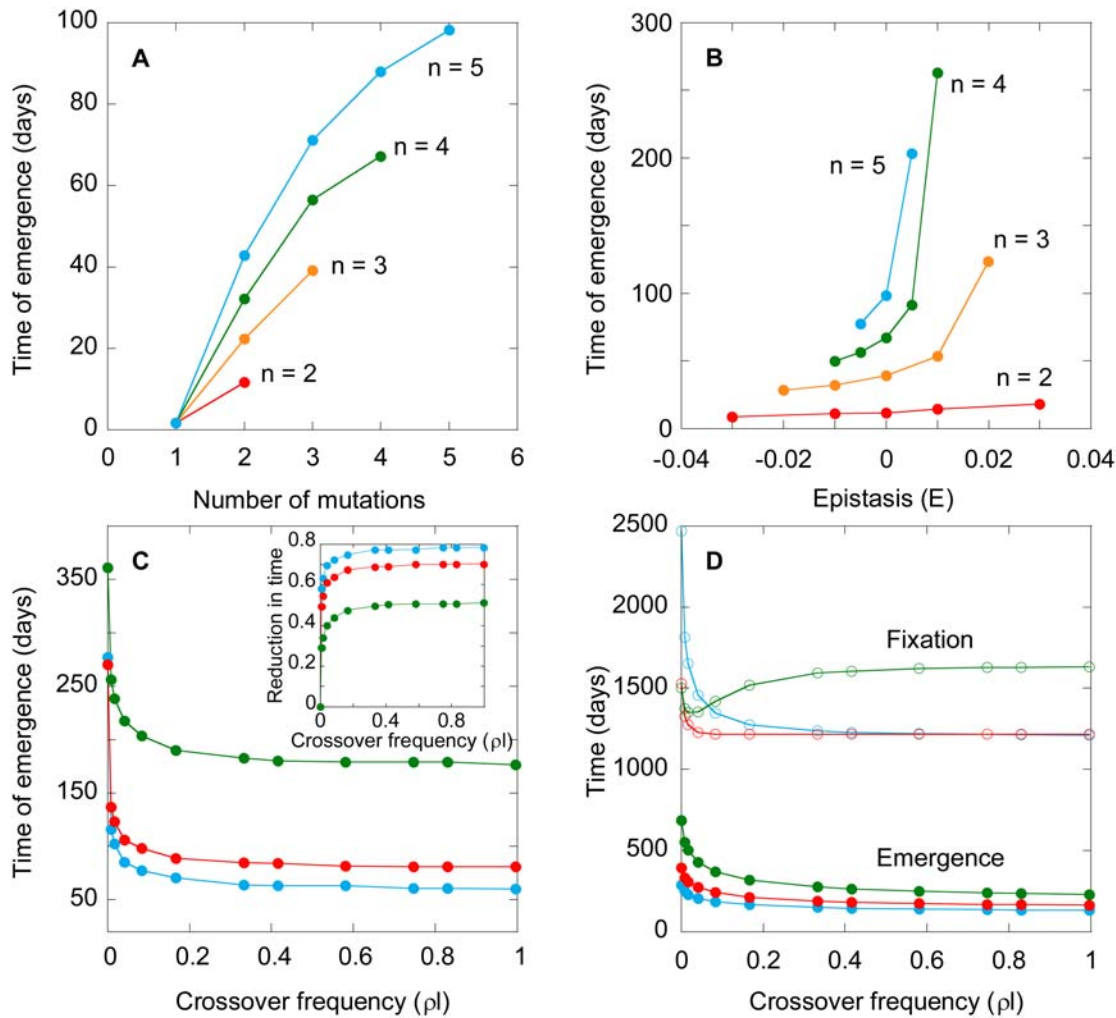 A
Time of emergence (days)
100
80
60
40
20
0
n = 5
n = 4
n = 3
n = 2
0 1 2 3 4 5 6
Number of mutations
B
Time of emergence (days)
300
200
100
0
n = 4
n = 5
n = 3
n = 2
-0.04 -0.02 0 0.02 0.04
Epistasis (E)
C
Time of emergence (days)
350
250
150
50
0 0.2 0.4 0.6 0.8 1
Crossover frequency (ρl)
Reduction in time
0.8
0.6
0.4
0.2
0
0 0.4 0.8
Crossover frequency (ρl)
D
Time (days)
2500
2000
1500
1000
500
0
Fixation
Emergence
0 0.2 0.4 0.6 0.8 1
Crossover frequency (ρl)